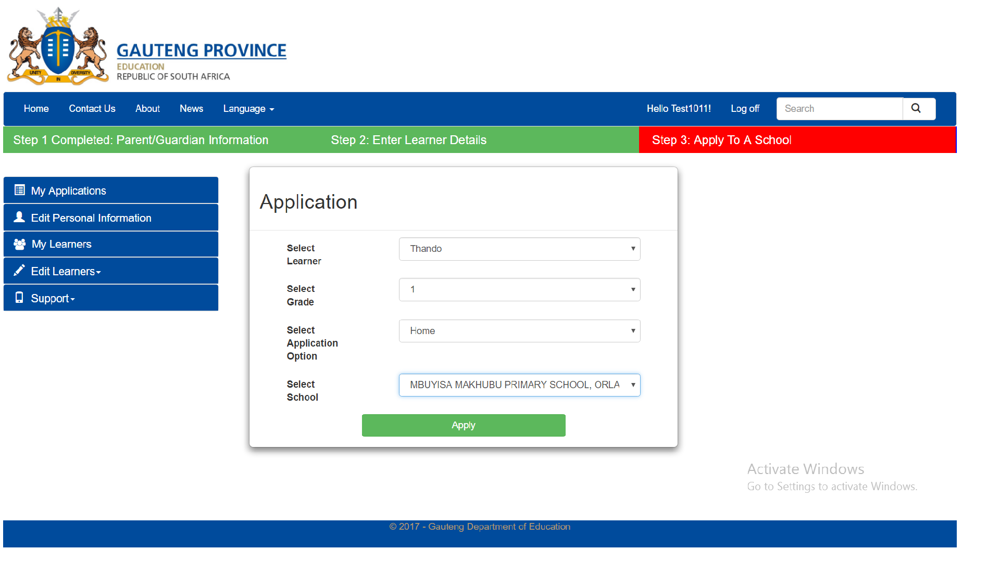 UNITY
IN
DIVERSITY
GAUTENG PROVINCE
EDUCATION
REPUBLIC OF SOUTH AFRICA
Home Contact Us About News Language Hello Test1011! Log off Search
Step 1 Completed: Parent/Guardian Information Step 2: Enter Learner Details Step 3: Apply To A School
My Applications
Edit Personal Information
My Learners
Edit Learners
Support
Application
Select Learner
Thando
Select Grade
1
Select Application Option
Home
Select School
MBUYISA MAKHUBU PRIMARY SCHOOL, ORLA
Apply
Activate Windows
Go to Settings to activate Windows.
© 2017 - Gauteng Department of Education